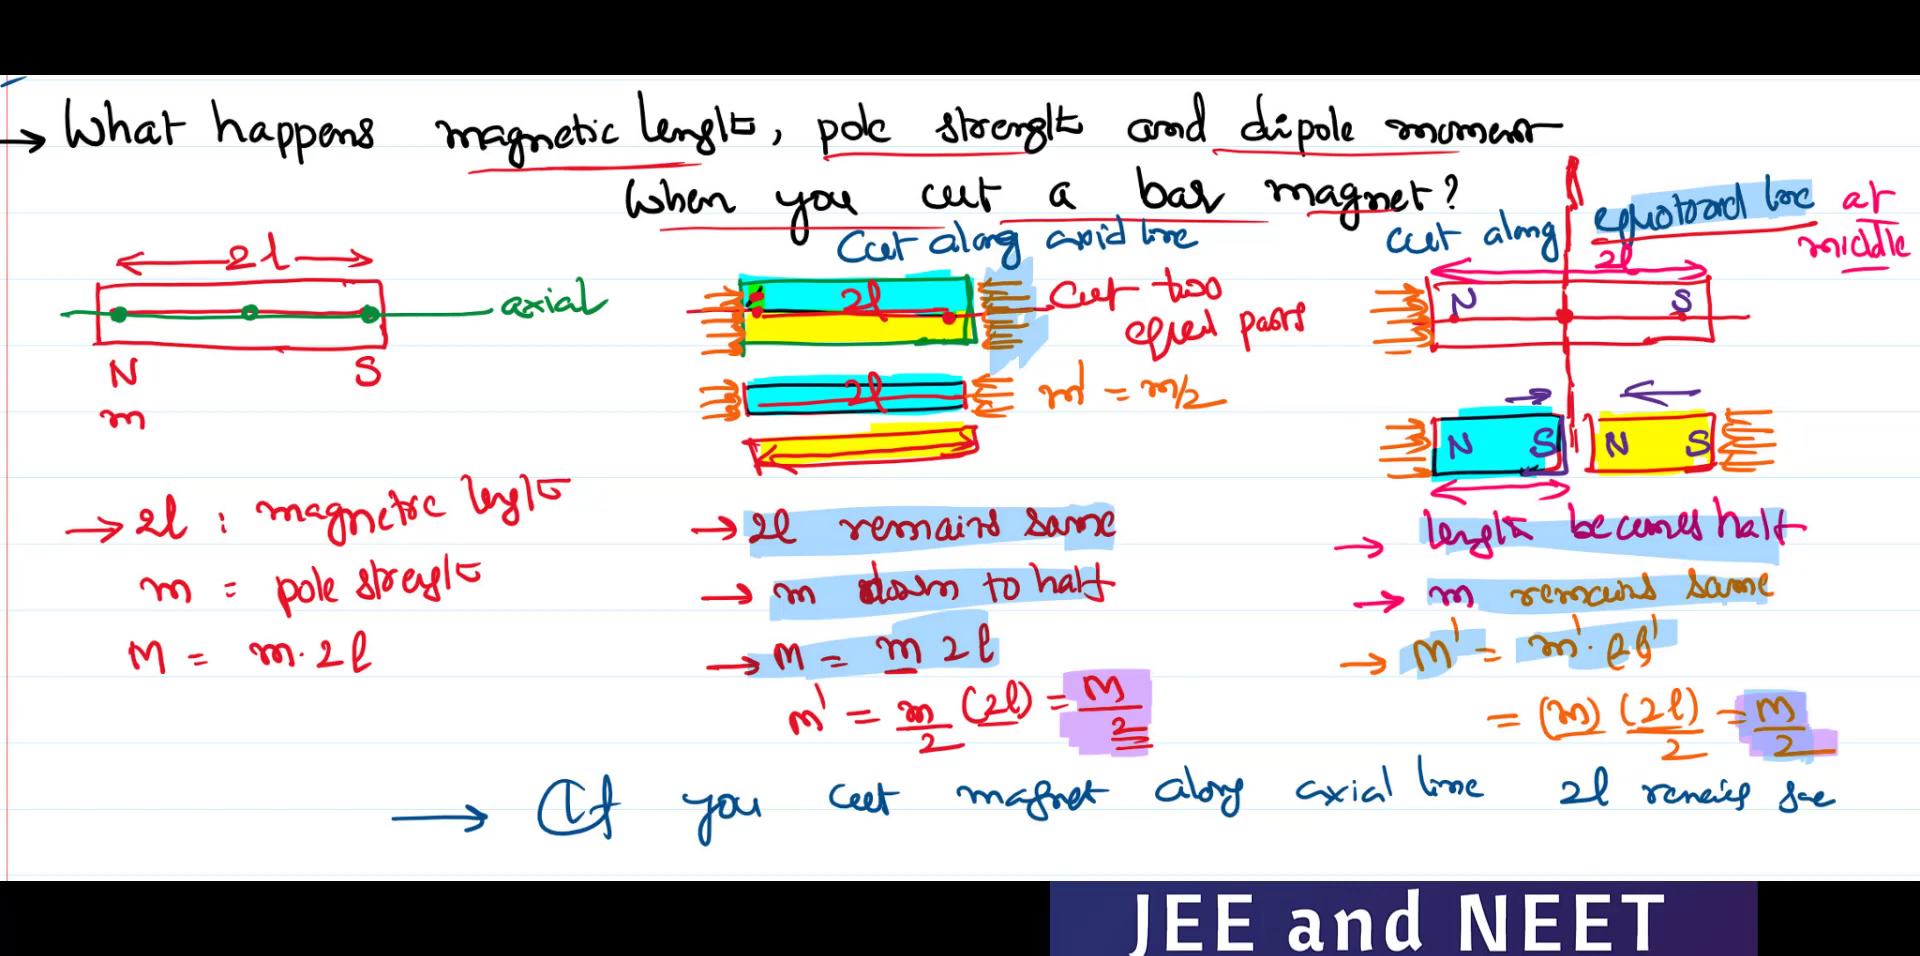 → What happens magnetic length, pole strength and dipole moment
when you cut a bar magnet?
2l
axial
N S
m
→ 2l : magnetic length
m = pole strength
M = m. 2l
Cut along axial line
2l
cut two
equal parts
2l
m' = m/2
→ 2l remains same
→ m down to half
→ M = m 2l
m' = m/2 (2l) = M/2
cut along equatorial line at
middle
2l
N S
N S N S
→ length becomes half
→ m remains same
→ M' = m'. 2l'
= (m) (2l)/2 = M/2
→ If you cut magnet along axial line 2l remains same
JEE and NEET